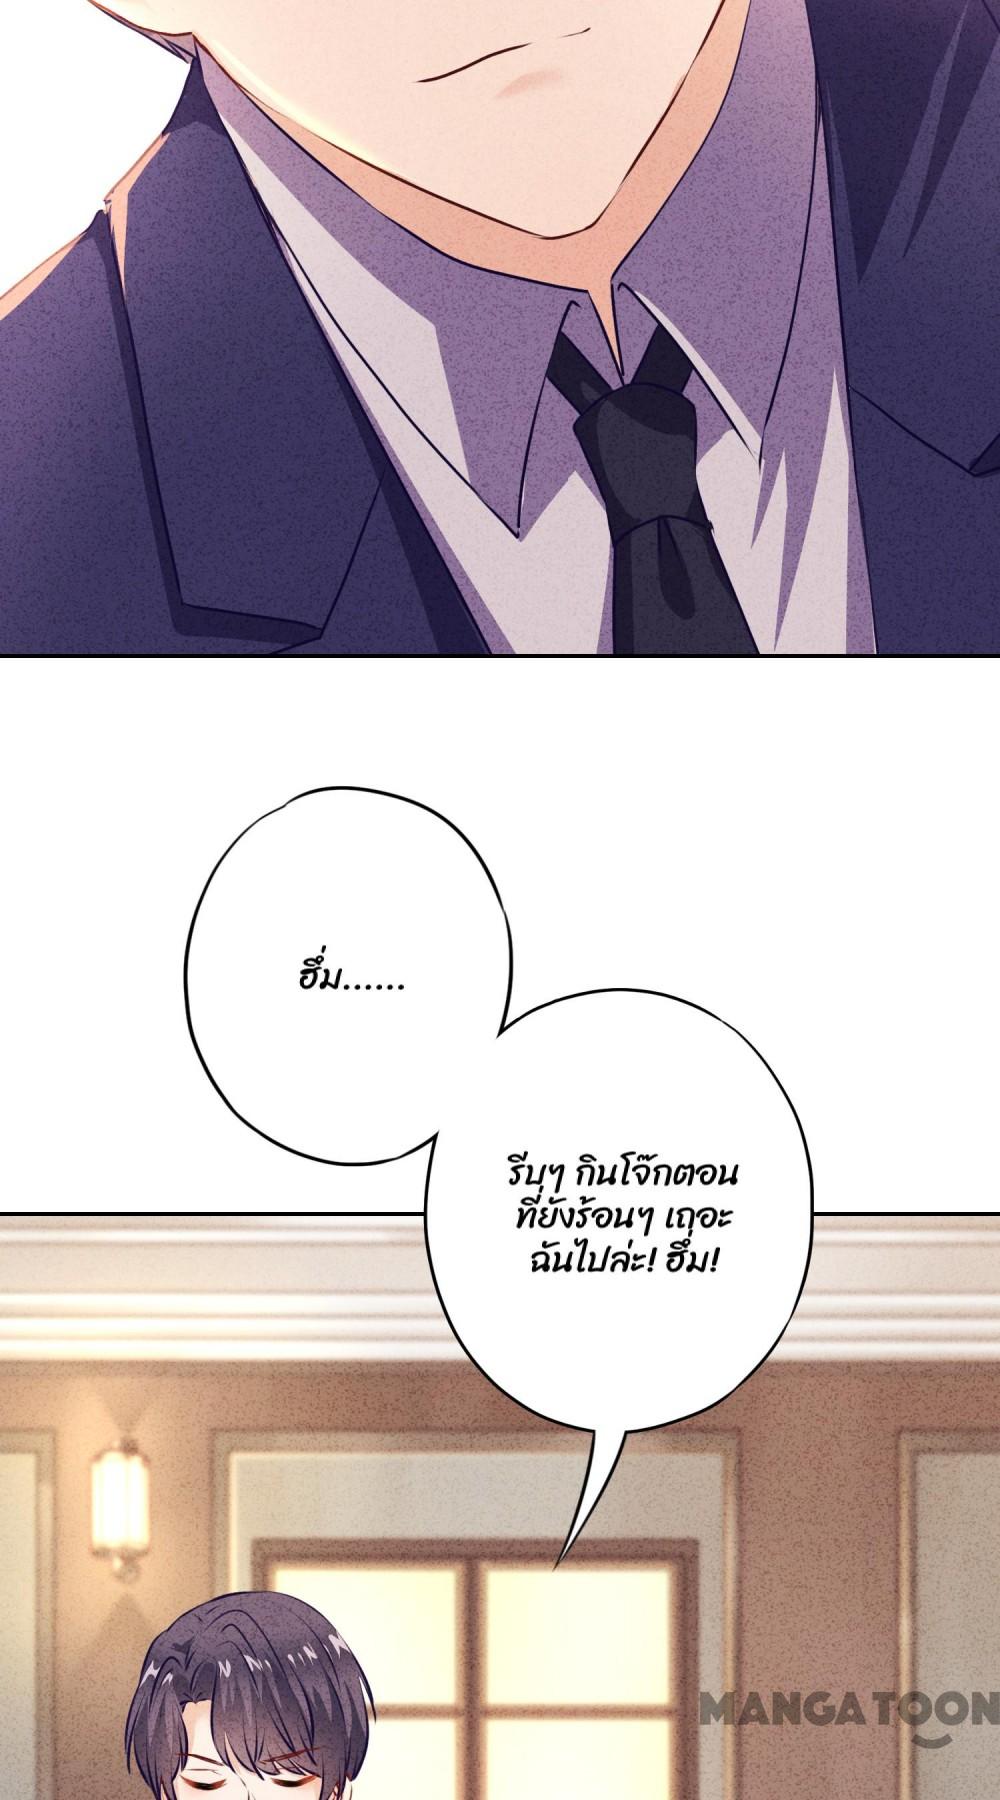 ฮึ่ม......
รีบๆ กินโจ๊กตอน
ที่ยังร้อนๆ เถอะ
ฉันไปล่ะ! ฮึ่ม!
MANGATOON